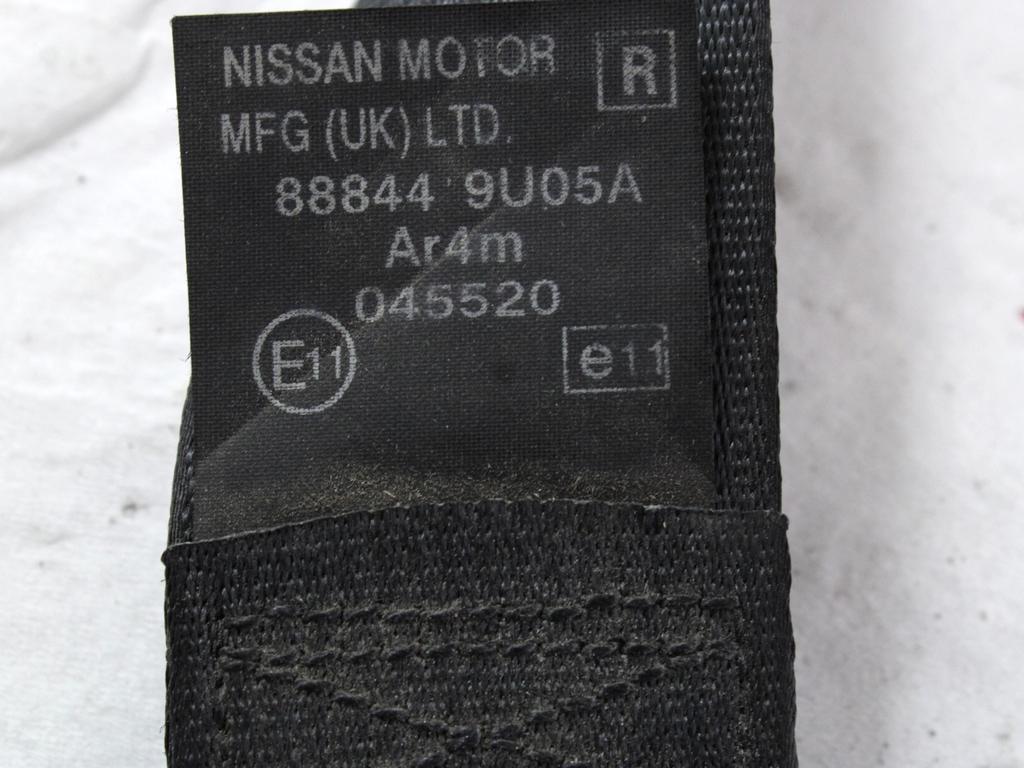 NISSAN MOTOR R
MFG (UK) LTD.
88844 9U05A
Ar4m
045520
E11 e11